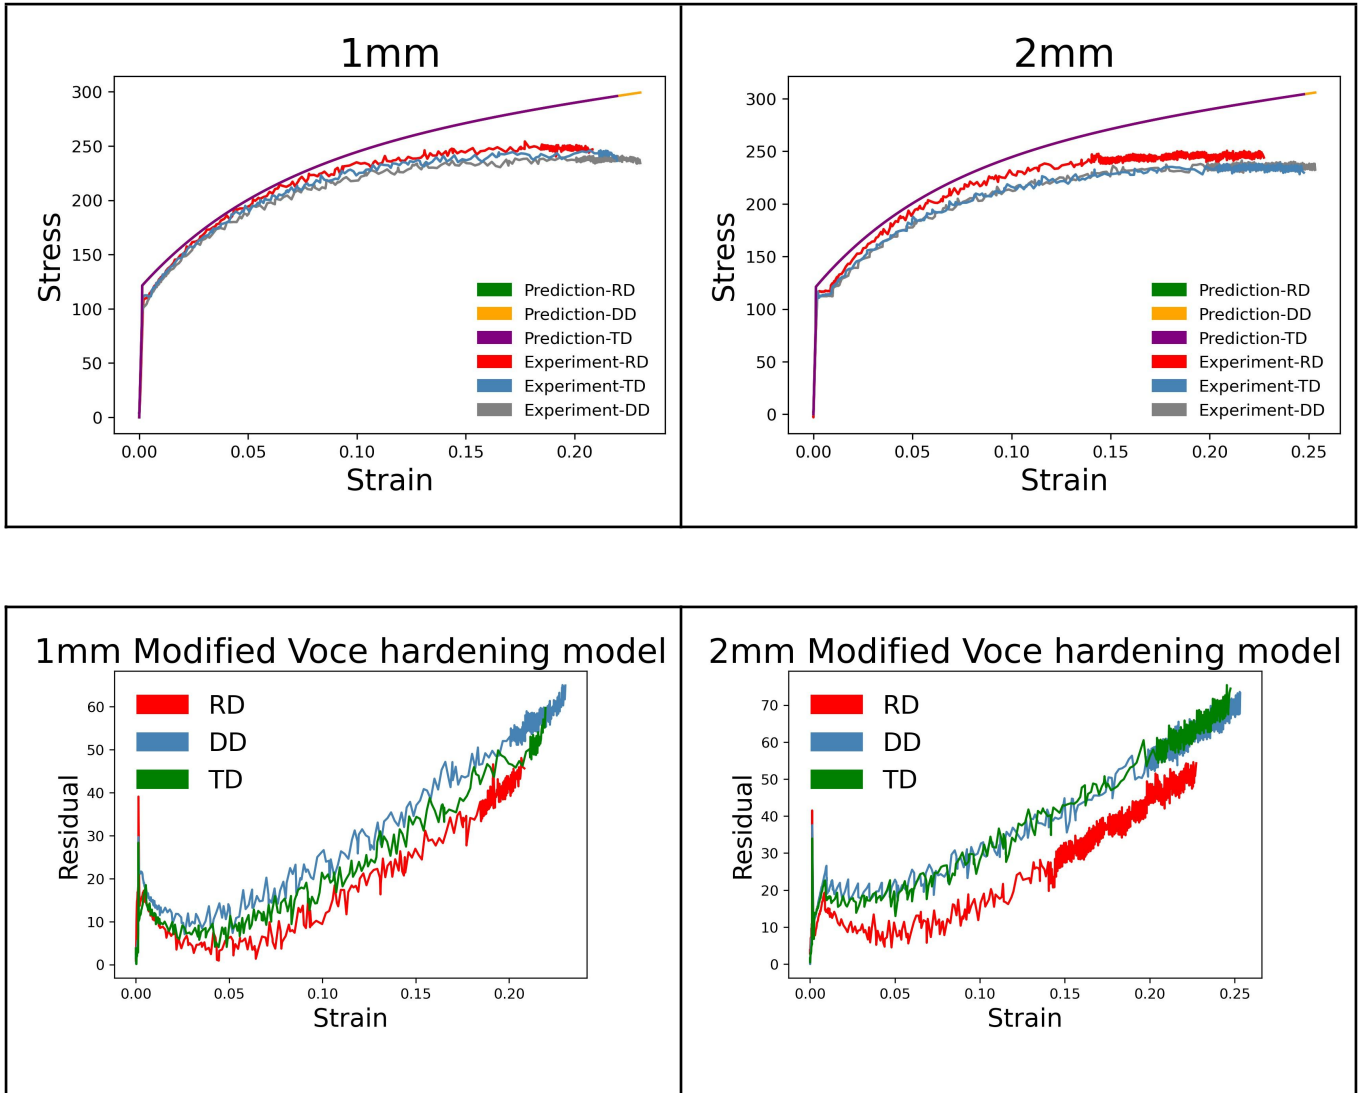 1mm
300
250
200
150
100
50
0
Stress
0.00 0.05 0.10 0.15 0.20
Strain
Prediction-RD
Prediction-DD
Prediction-TD
Experiment-RD
Experiment-TD
Experiment-DD
2mm
300
250
200
150
100
50
0
Stress
0.00 0.05 0.10 0.15 0.20 0.25
Strain
Prediction-RD
Prediction-DD
Prediction-TD
Experiment-RD
Experiment-TD
Experiment-DD
1mm Modified Voce hardening model
60
50
40
30
20
10
0
Residual
RD
DD
TD
0.00 0.05 0.10 0.15 0.20
Strain
2mm Modified Voce hardening model
70
60
50
40
30
20
10
0
Residual
RD
DD
TD
0.00 0.05 0.10 0.15 0.20 0.25
Strain